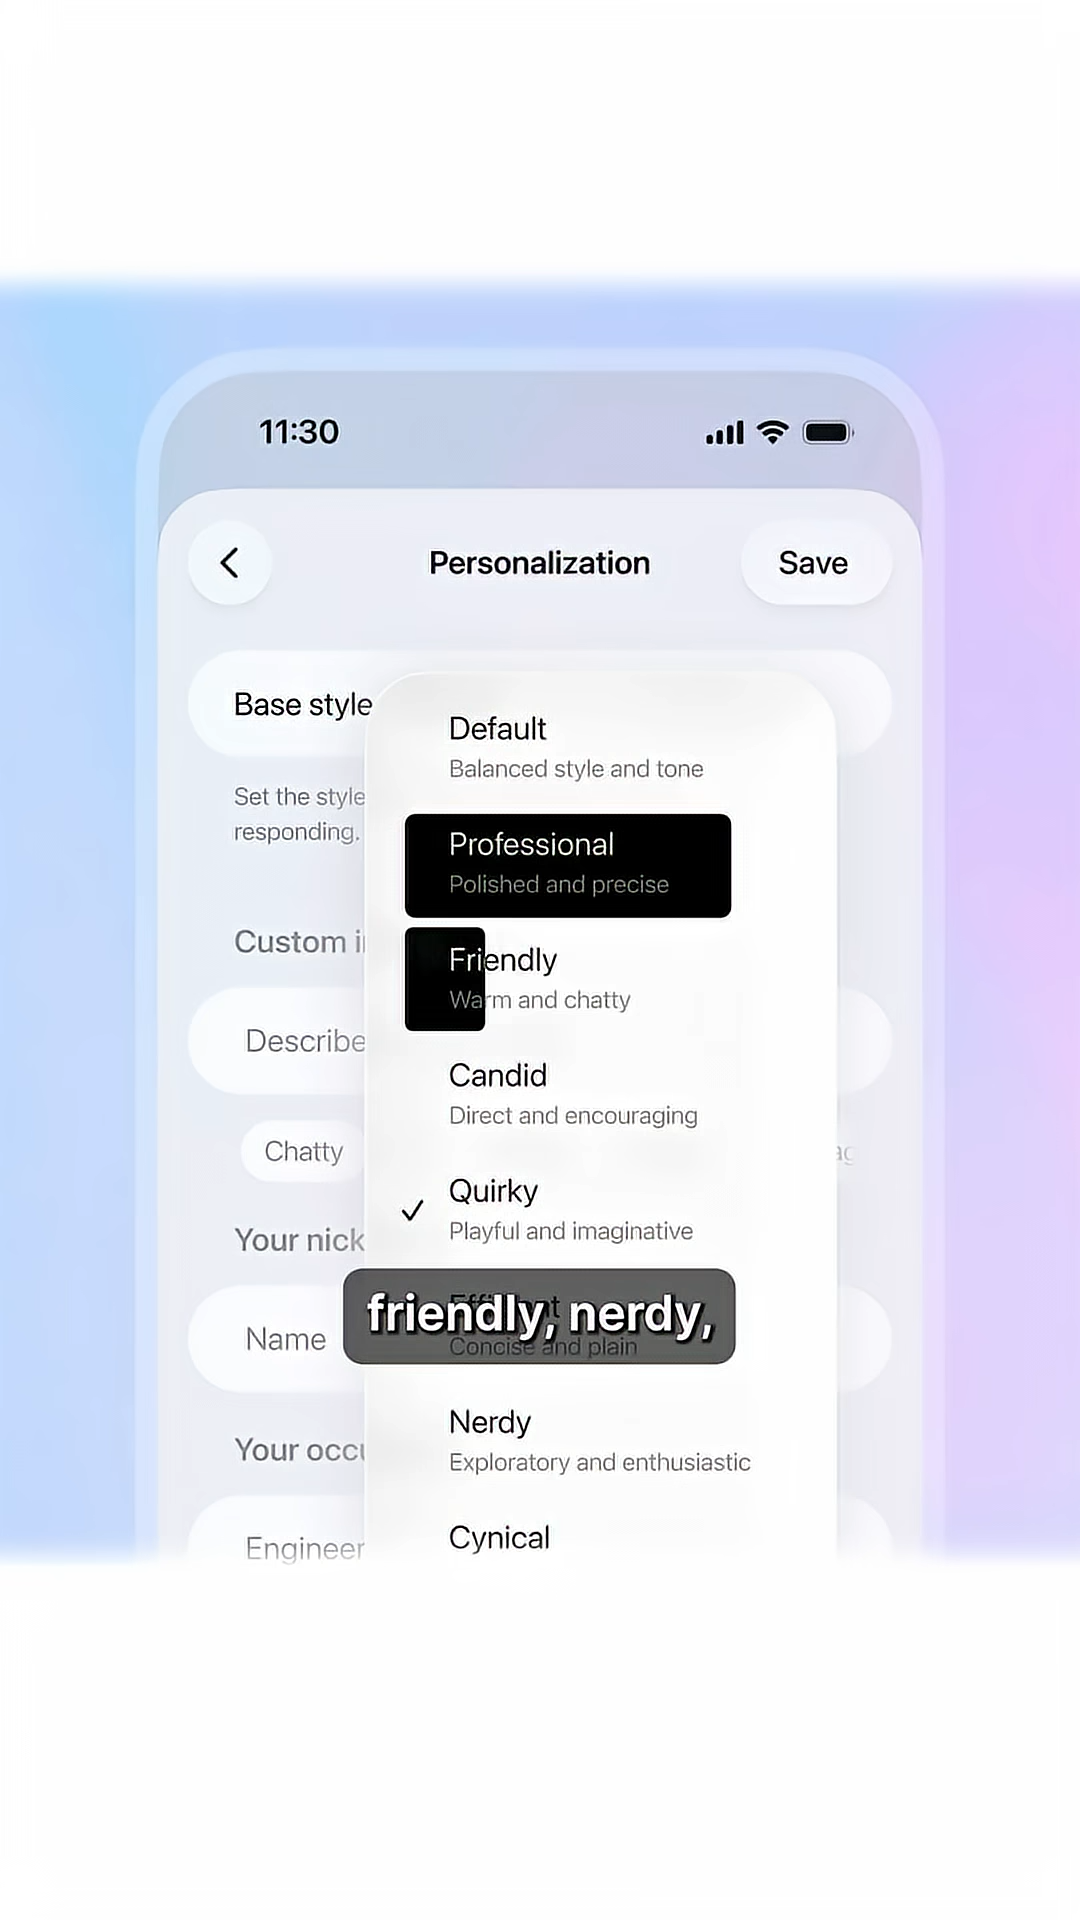 11:30
Personalization
Save
Base style
Default
Balanced style and tone
Set the style
responding.
Professional
Polished and precise
Custom
Friendly
Warm and chatty
Describe
Candid
Direct and encouraging
Chatty
Quirky
Playful and imaginative
Your nick
friendly, nerdy,
Efficient
Concise and plain
Name
Nerdy
Exploratory and enthusiastic
Your occu
Cynical
Engineer